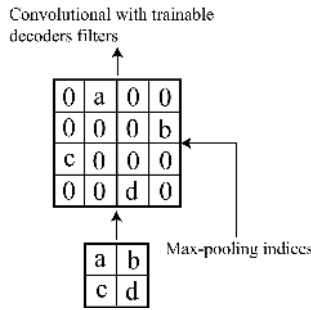 Convolutional with trainable
decoders filters
0 a 0 0
0 0 0 b
c 0 0 0
0 0 d 0
Max-pooling indices
a b
c d